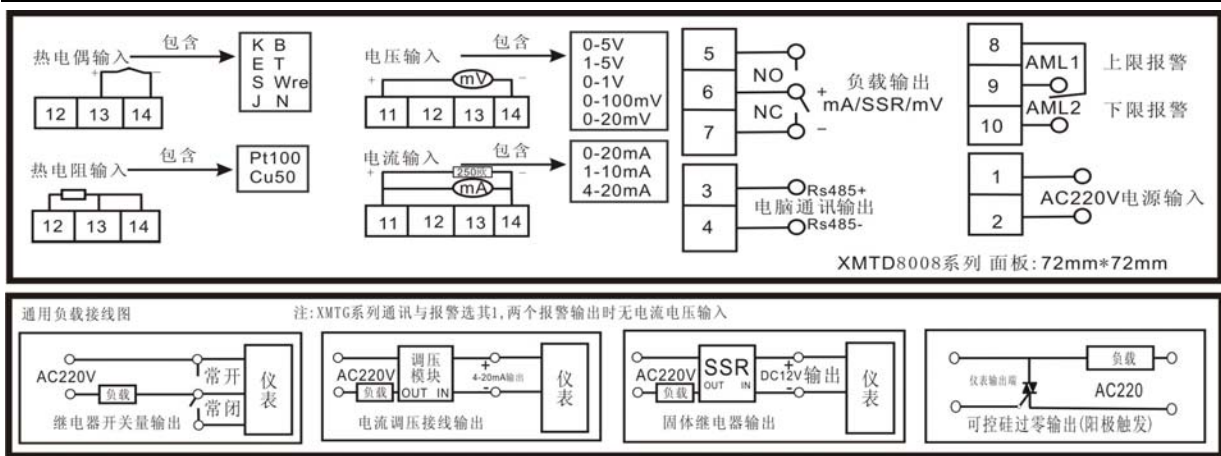 热电偶输入
包含
K B
E T
S Wre
J N
+
-
12 13 14
热电阻输入
包含
Pt100
Cu50
12 13 14
电压输入
包含
0-5V
1-5V
0-1V
0-100mV
0-20mV
+
mV
-
11 12 13 14
电流输入
包含
0-20mA
1-10mA
4-20mA
+
250欧
-
mA
11 12 13 14
5
NO
6
NC
7
+
-
负载输出
mA/SSR/mV
3
Rs485+
电脑通讯输出
4
Rs485-
8
AML1
上限报警
9
AML2
下限报警
10
1
AC220V电源输入
2
XMTD8008系列 面板:72mm*72mm
通用负载接线图
注:XMTG系列通讯与报警选其1,两个报警输出时无电流电压输入
AC220V
负载
常开
常闭
仪表
继电器开关量输出
AC220V
负载
调压
模块
OUT IN
+
4-20mA输出
-
仪表
电流调压接线输出
AC220V
负载
SSR
OUT IN
+
DC12V输出
-
仪表
固体继电器输出
仪表输出端
负载
AC220
可控硅过零输出(阳极触发)